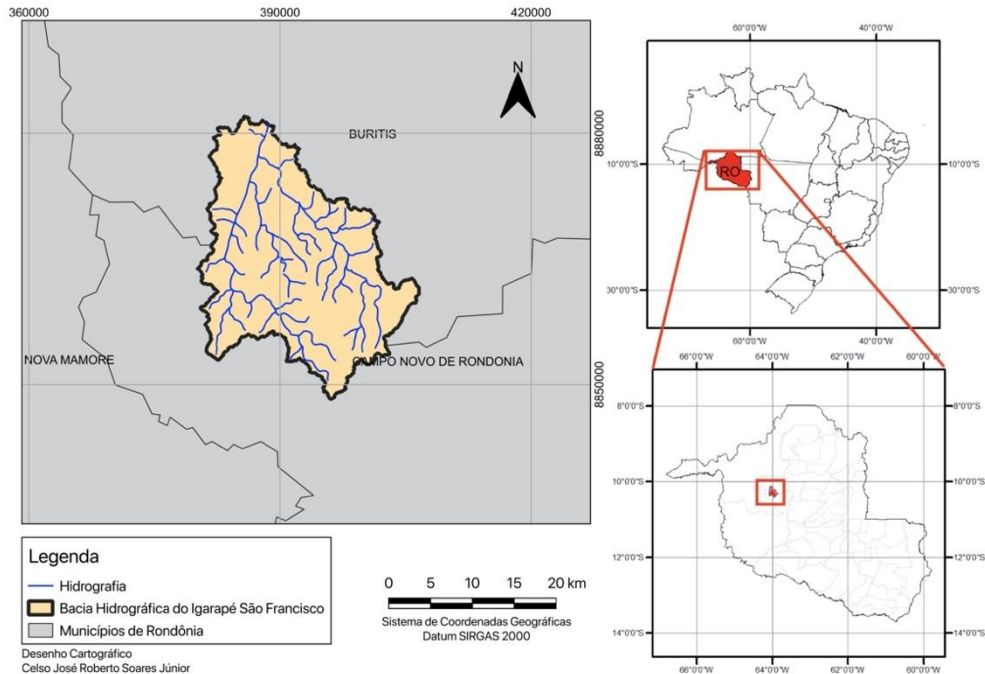 360000
390000
420000
N
BURITIS
8880000
NOVA MAMORE
CAMPO NOVO DE RONDONIA
8850000
Legenda
Hidrografia
Bacia Hidrográfica do Igarapé São Francisco
Municípios de Rondônia
Desenho Cartográfico
Celso José Roberto Soares Júnior
0 5 10 15 20 km
Sistema de Coordenadas Geográficas
Datum SIRGAS 2000
60°0'0"W 40°0'0"W
10°0'0"S 10°0'0"S
RO
30°0'0"S 30°0'0"S
60°0'0"W 40°0'0"W
66°0'0"W 64°0'0"W 62°0'0"W 60°0'0"W
8°0'0"S 8°0'0"S
10°0'0"S 10°0'0"S
12°0'0"S 12°0'0"S
14°0'0"S 14°0'0"S
66°0'0"W 64°0'0"W 62°0'0"W 60°0'0"W